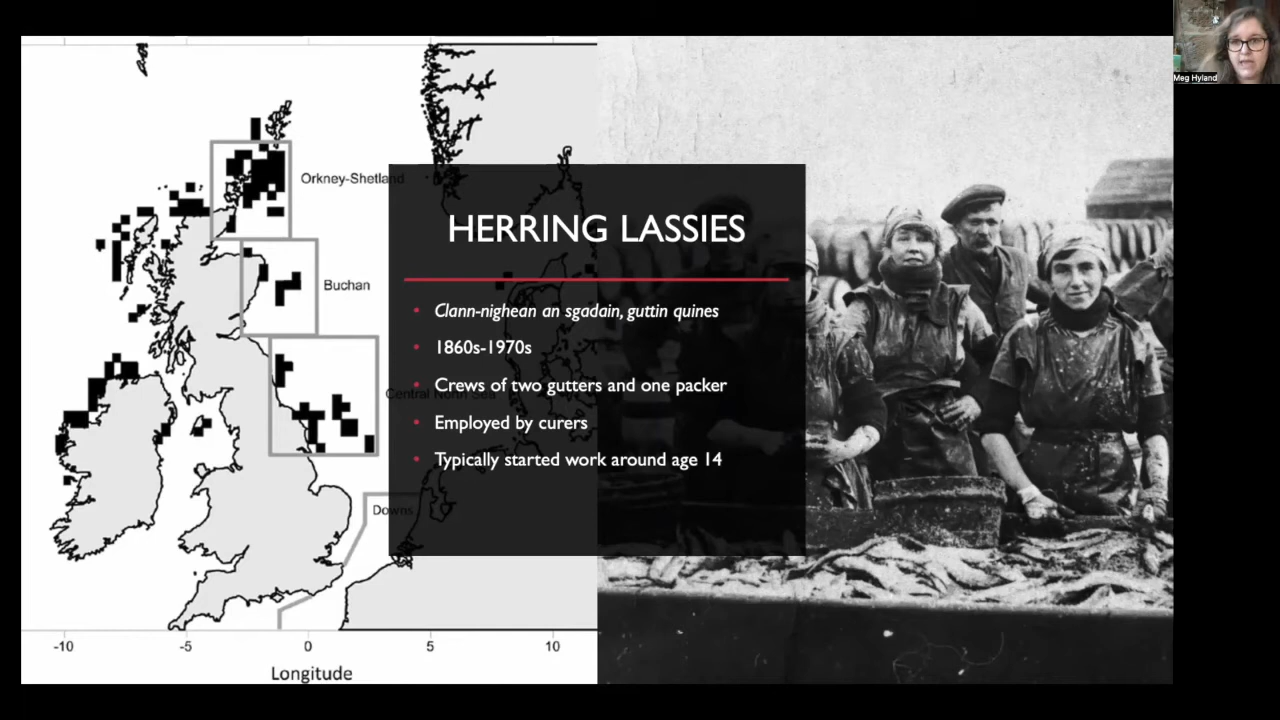 Meg Hyland
Orkney-Shetland
HERRING LASSIES
Buchan
• Clann-nighean an sgadain, guttin quines
• 1860s-1970s
• Crews of two gutters and one packer
Central North Sea
• Employed by curers
• Typically started work around age 14
Downs
-10 -5 0 5 10
Longitude